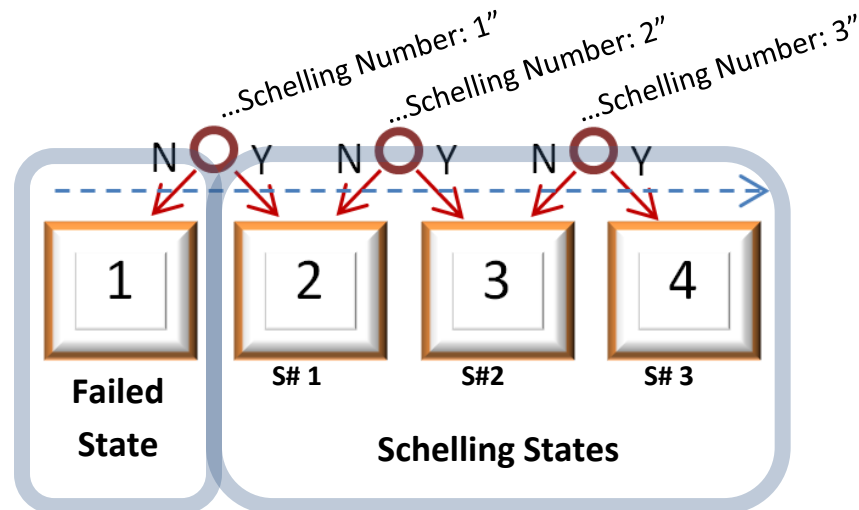 ...Schelling Number: 1”
...Schelling Number: 2”
...Schelling Number: 3”
N Y N Y N Y
1 2 3 4
S# 1 S#2 S# 3
Failed
State
Schelling States